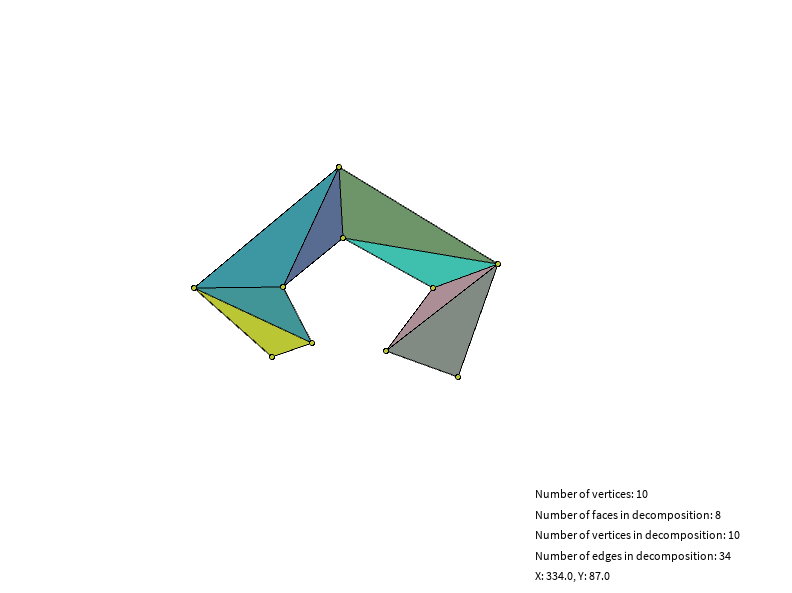 Number of vertices: 10
Number of faces in decomposition: 8
Number of vertices in decomposition: 10
Number of edges in decomposition: 34
X: 334.0, Y: 87.0